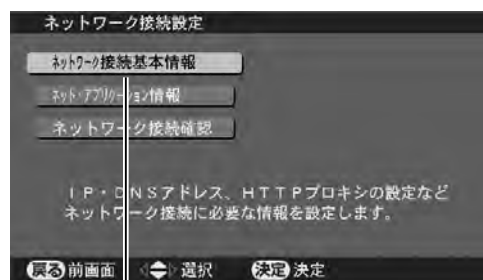 ネットワーク接続設定
ﾈｯﾄﾜｰｸ接続基本情報
ﾈｯﾄ･ｱﾌﾟﾘｹｰｼｮﾝ情報
ネットワーク接続確認
ＩＰ・ＤＮＳアドレス、ＨＴＴＰプロキシの設定など
ネットワーク接続に必要な情報を設定します。
戻る 前画面 選択 決定 決定